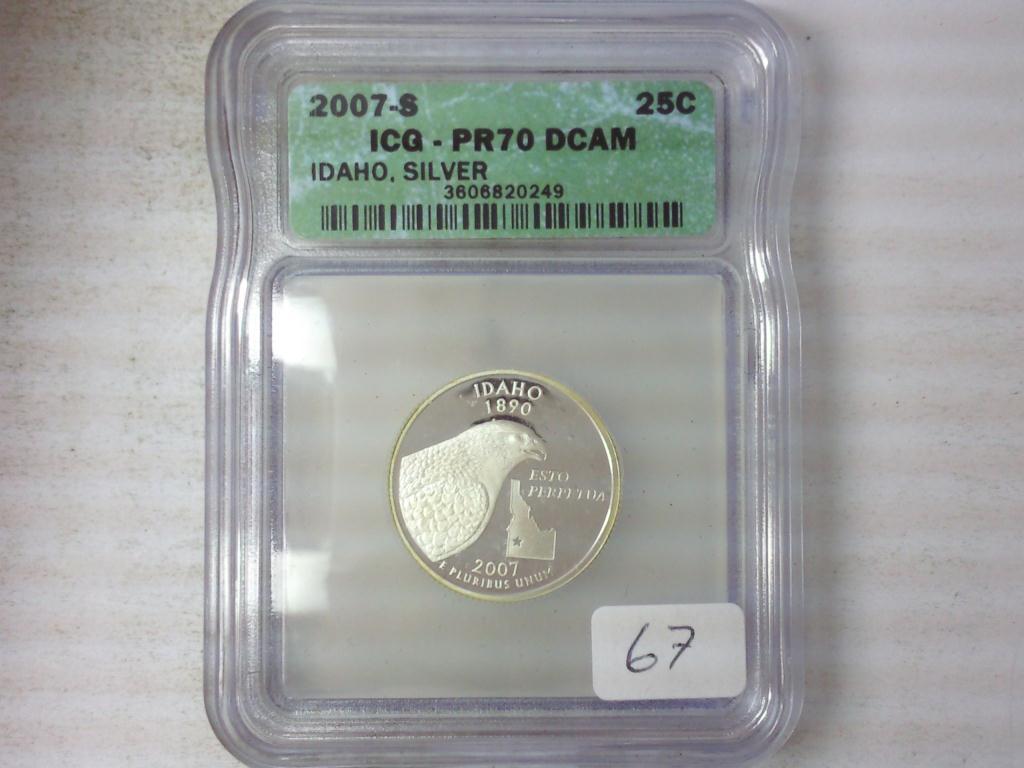 2007-S 25C
ICG - PR70 DCAM
IDAHO, SILVER
3606820249
IDAHO
1890
ESTO
PERPETUA
2007
E PLURIBUS UNUM
67